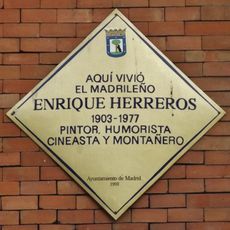 AQUÍ VIVIÓ
EL MADRILEÑO
ENRIQUE HERREROS
1903-1977
PINTOR, HUMORISTA
CINEASTA Y MONTAÑERO
Ayuntamiento de Madrid